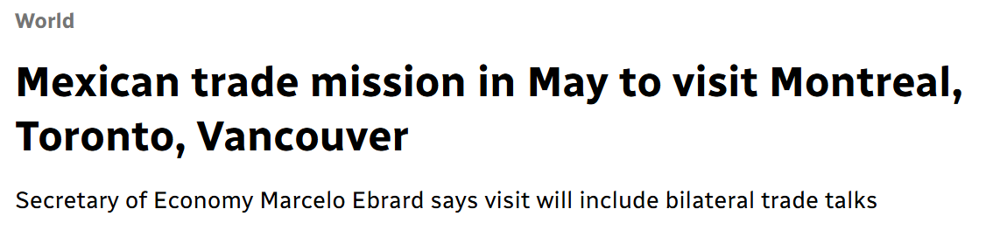 World
Mexican trade mission in May to visit Montreal,
Toronto, Vancouver
Secretary of Economy Marcelo Ebrard says visit will include bilateral trade talks